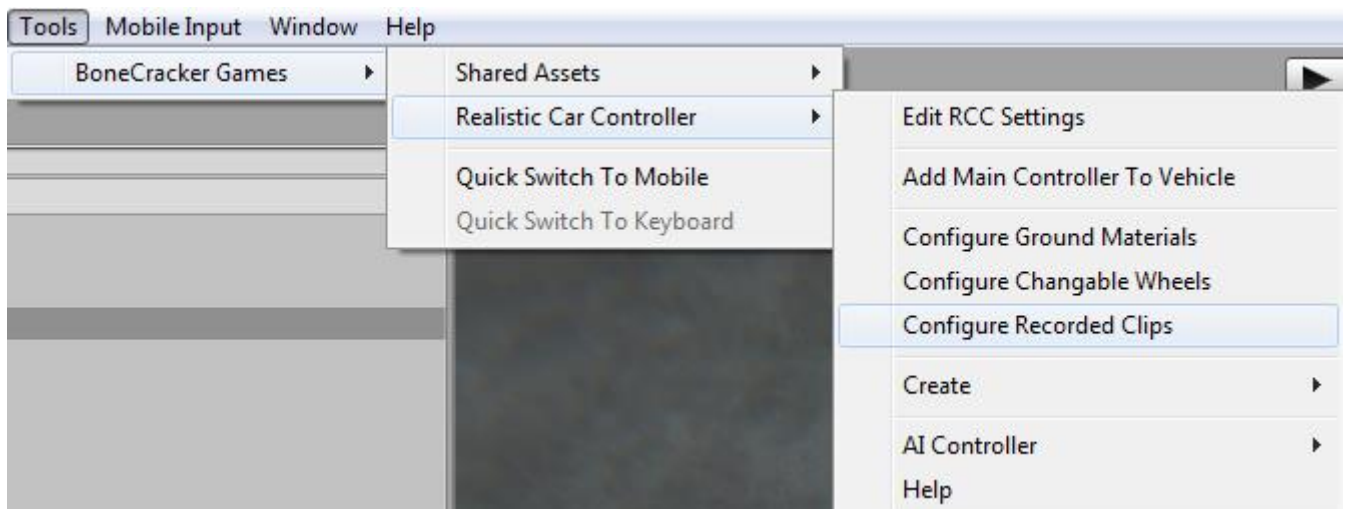 Tools Mobile Input Window Help
BoneCracker Games
Shared Assets
Realistic Car Controller
Quick Switch To Mobile
Quick Switch To Keyboard
Edit RCC Settings
Add Main Controller To Vehicle
Configure Ground Materials
Configure Changable Wheels
Configure Recorded Clips
Create
AI Controller
Help